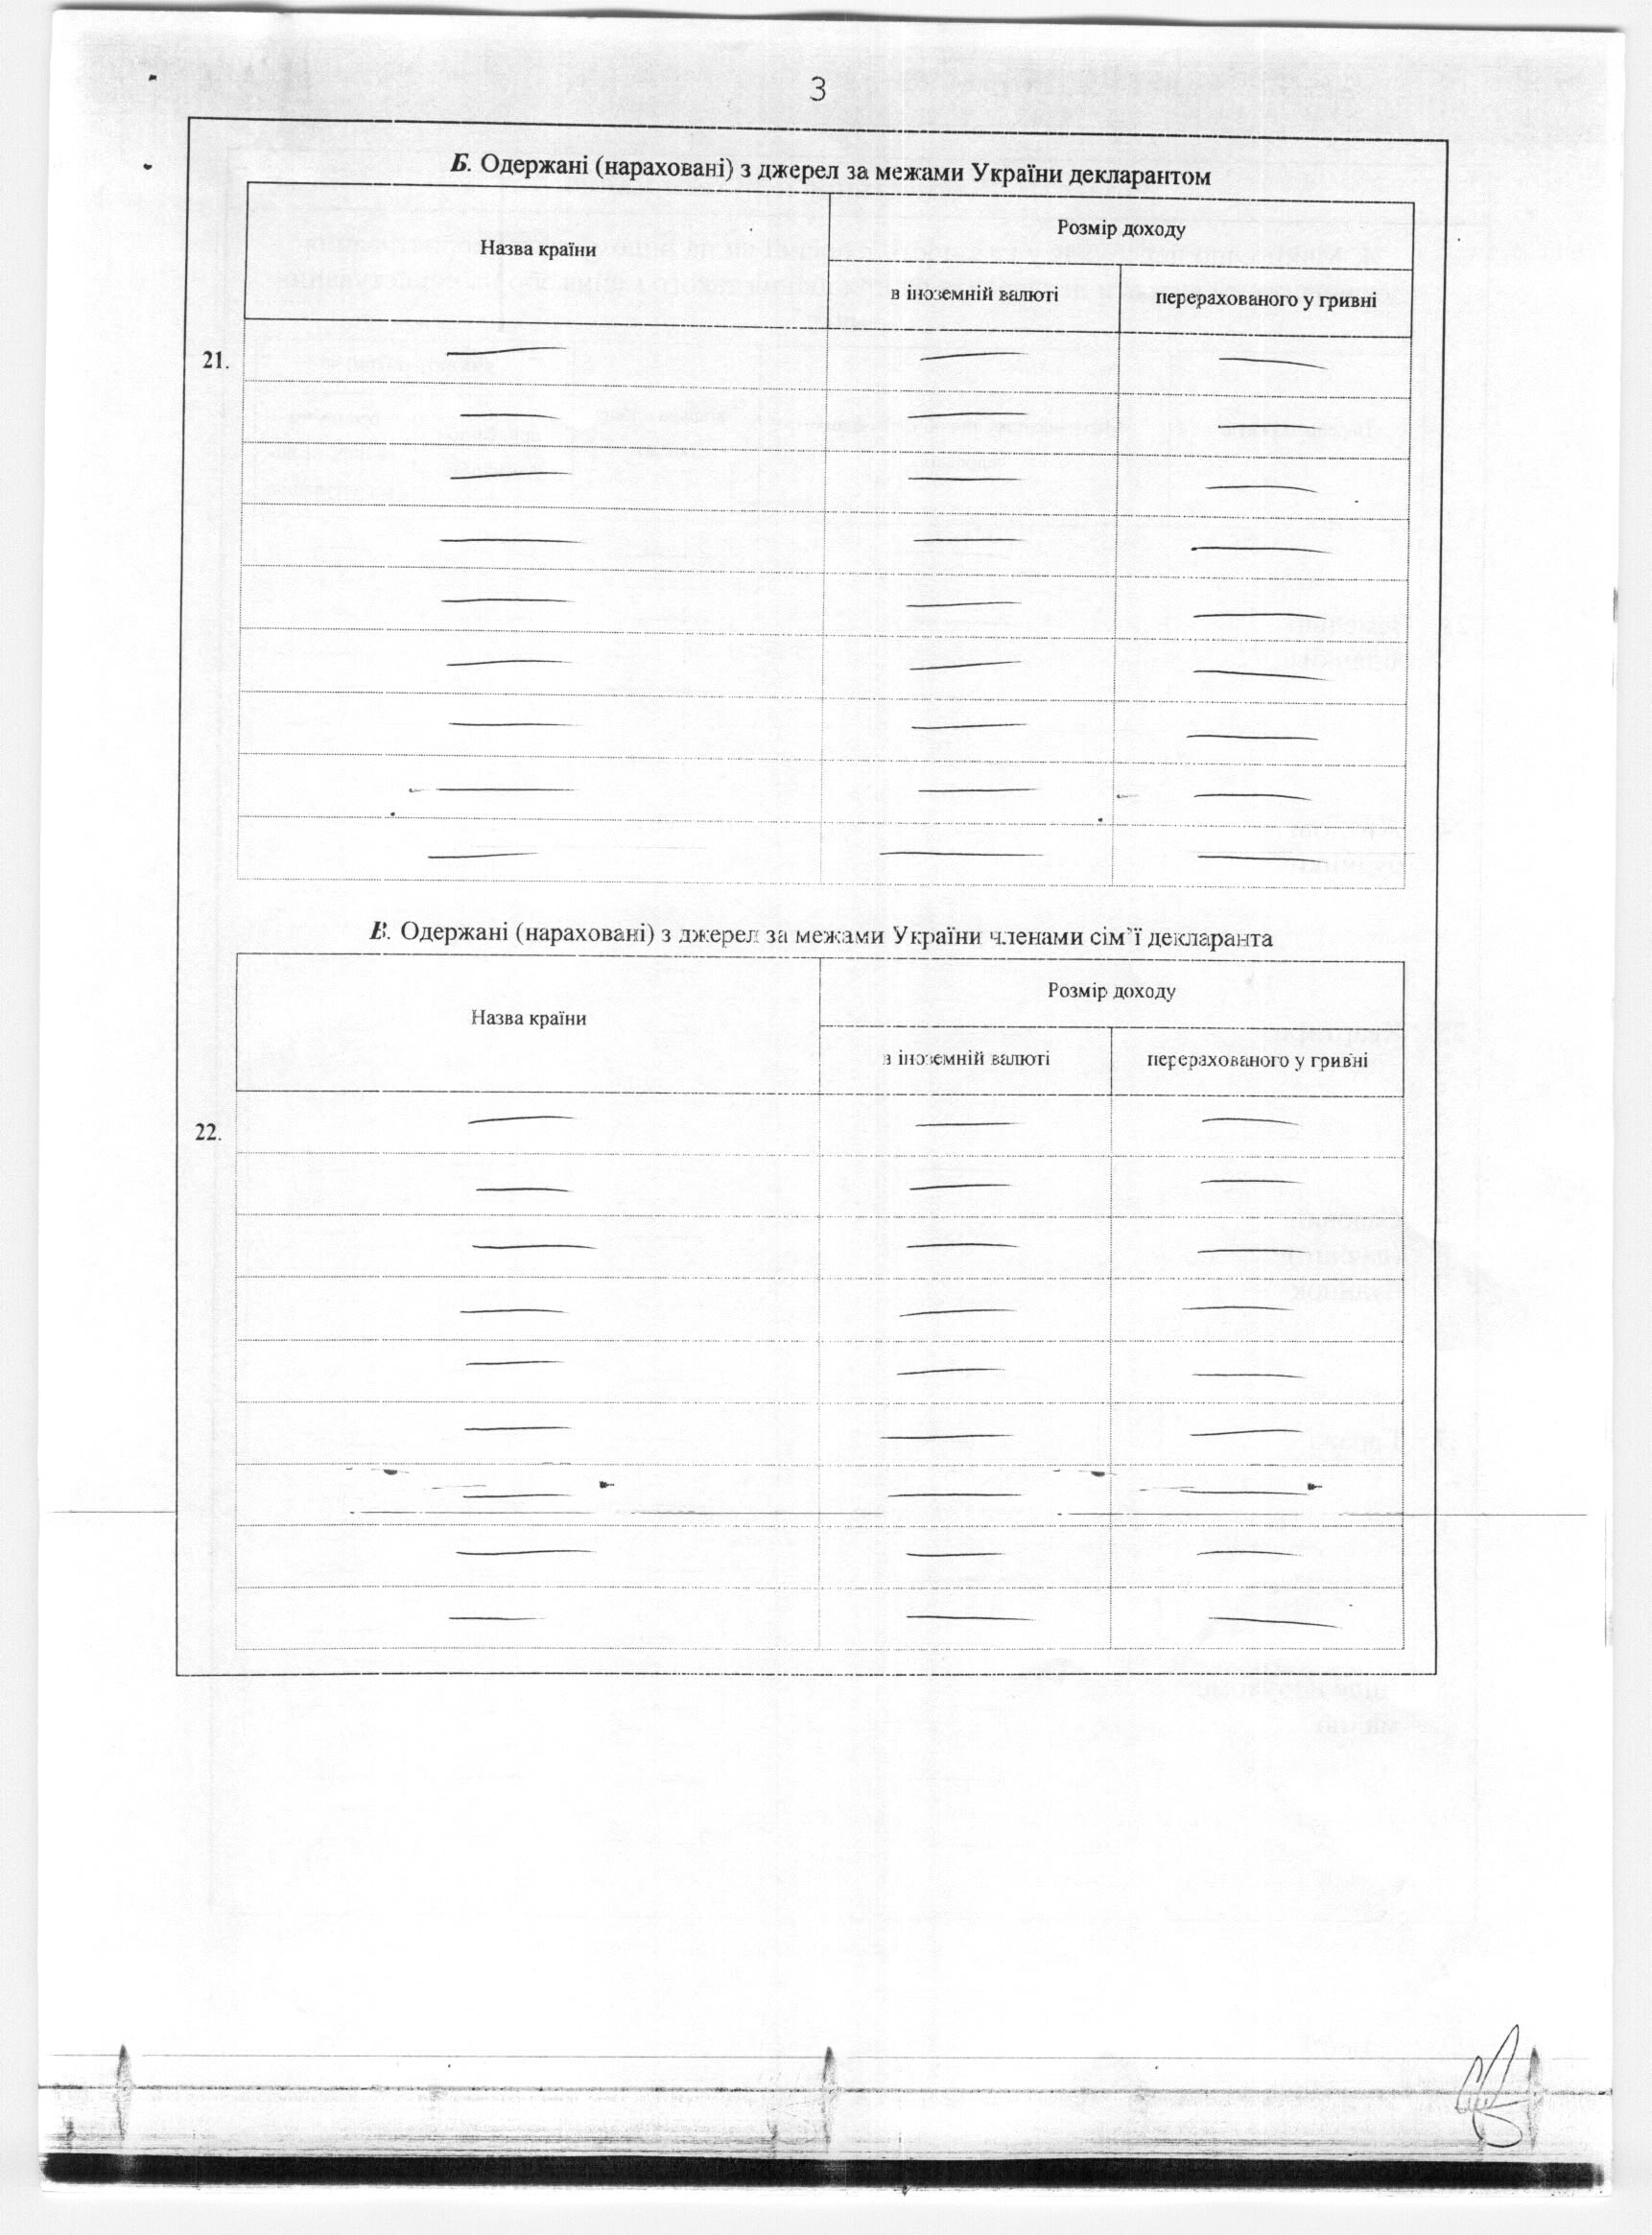 3
Б. Одержані (нараховані) з джерел за межами України декларантом
Назва країни
Розмір доходу
в іноземній валюті
перерахованого у гривні
21.
— — —
— — —
— — —
— — —
— — —
— — —
— — —
— — —
— — —
В. Одержані (нараховані) з джерел за межами України членами сім’ї декларанта
Назва країни
Розмір доходу
в іноземній валюті
перерахованого у гривні
22.
— — —
— — —
— — —
— — —
— — —
— — —
— — —
— — —
— — —